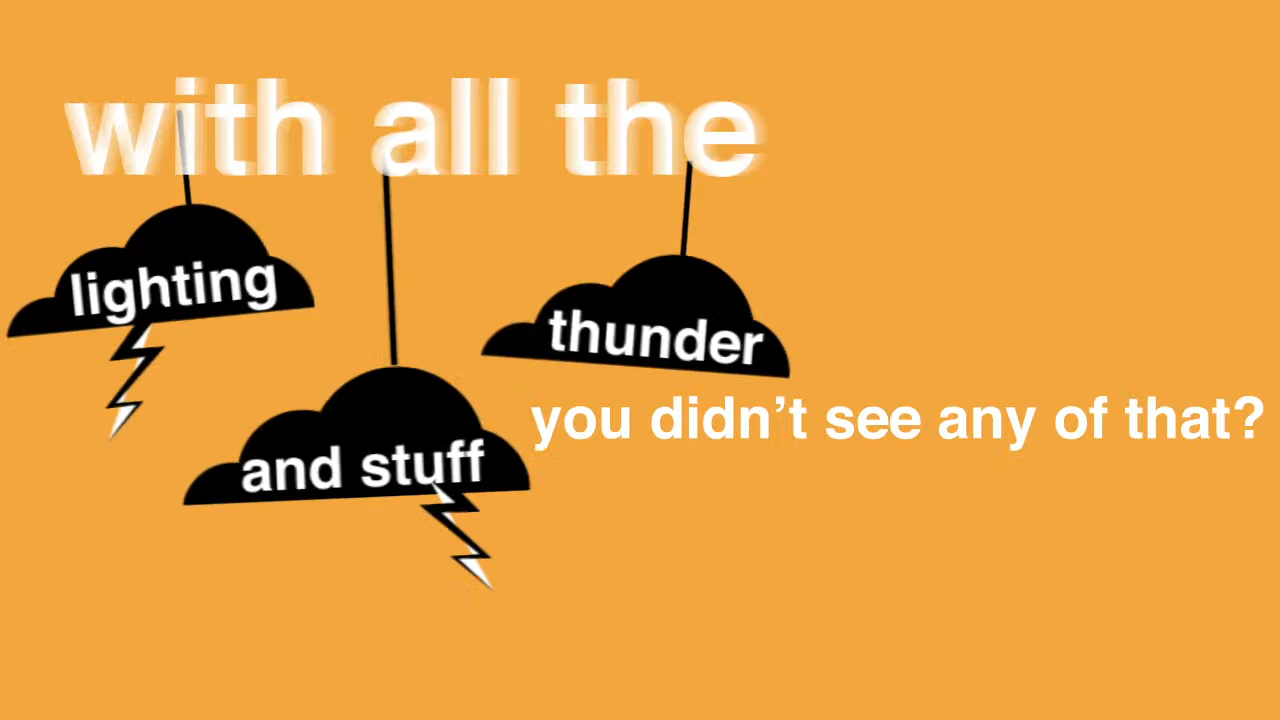 with all the
lighting
thunder
and stuff
you didn’t see any of that?